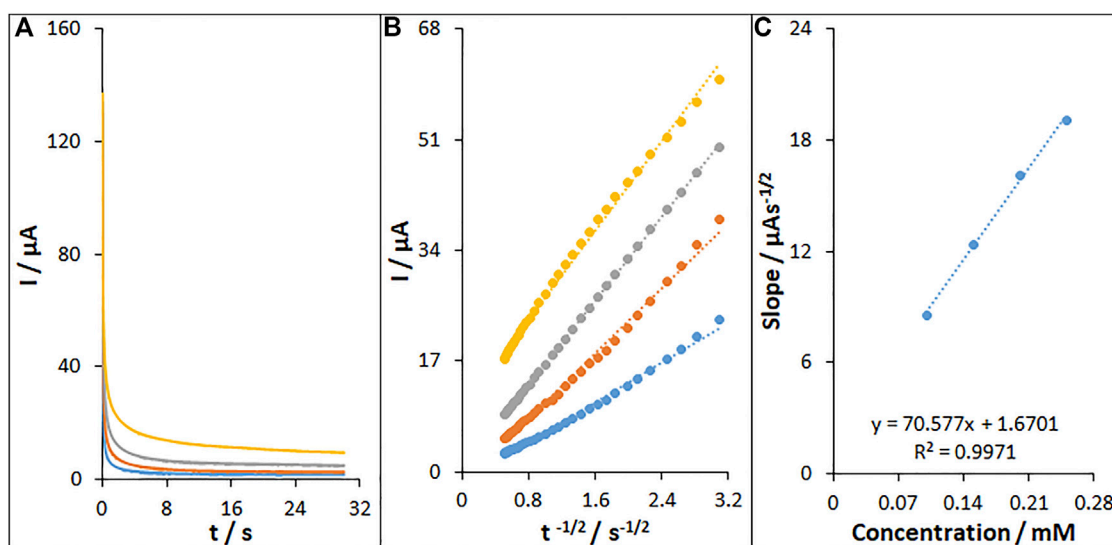 A
160
120
80
40
0
I / µA
0
8
16
24
32
t / s
B
68
51
34
17
0
I / µA
0
0.8
1.6
2.4
3.2
t -1/2 / s-1/2
C
24
18
12
6
0
Slope / µAs-1/2
y = 70.577x + 1.6701
R2 = 0.9971
0
0.07
0.14
0.21
0.28
Concentration / mM